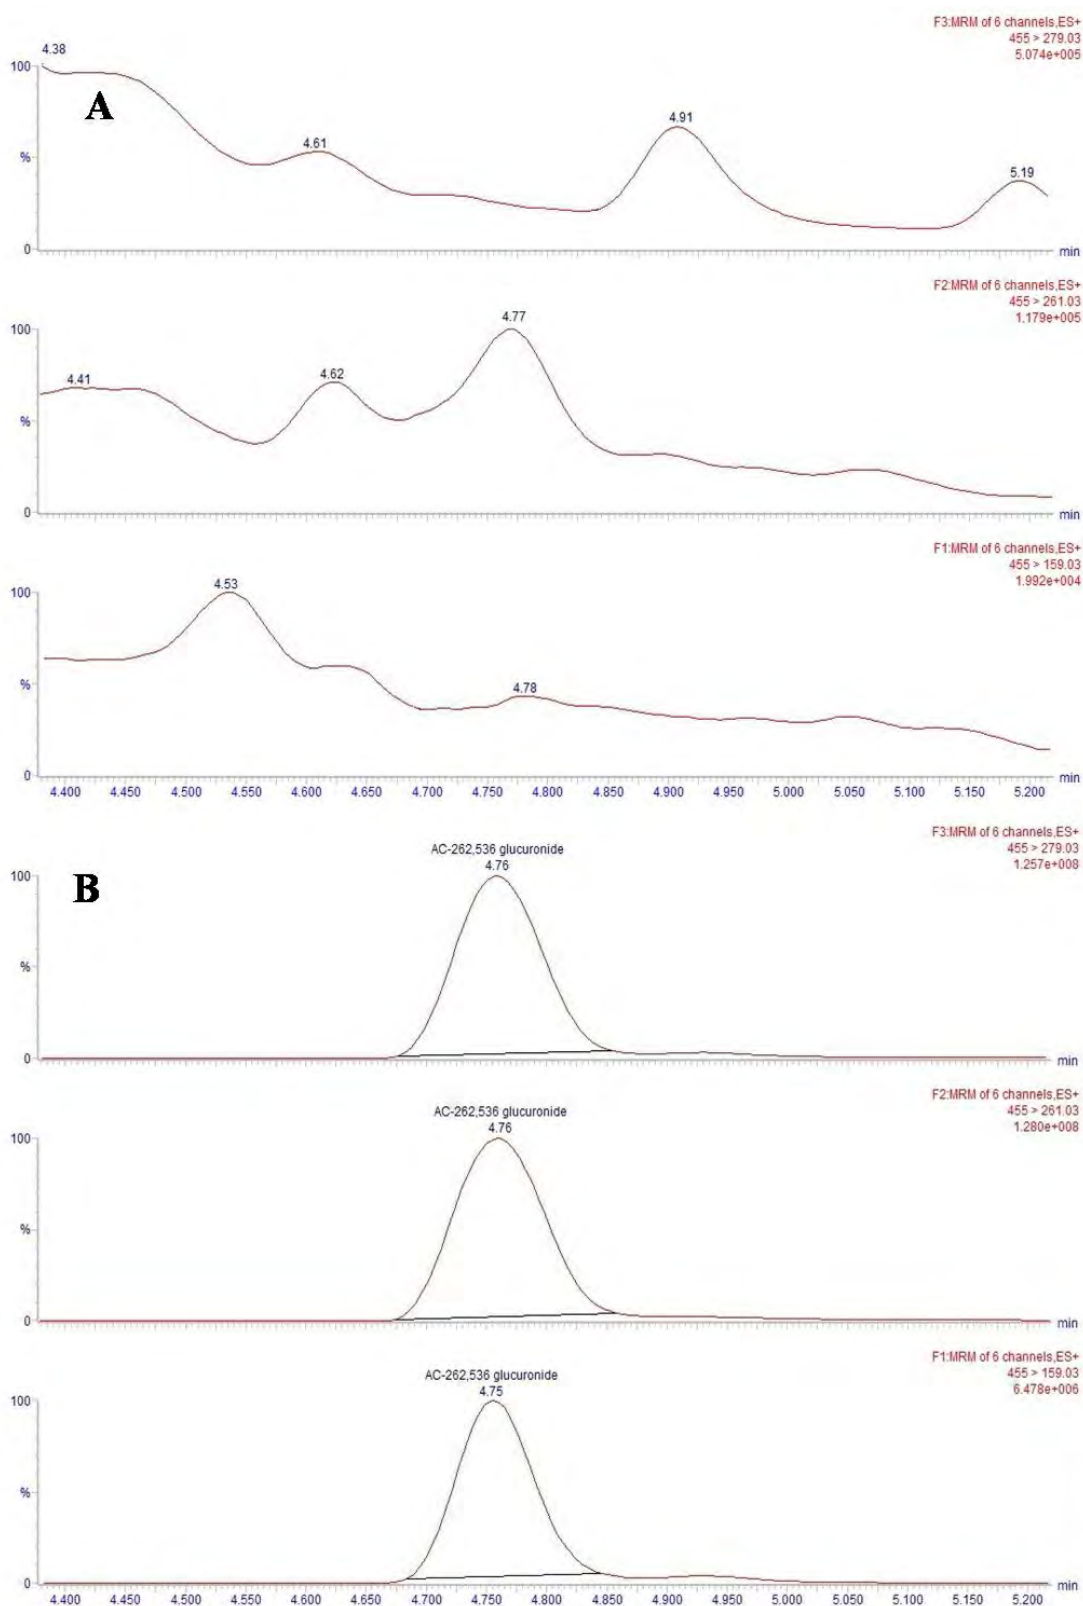 F3:MRM of 6 channels,ES+
455 > 279.03
5.074e+005
4.38
100
A
4.61
4.91
5.19
%
0
min
F2:MRM of 6 channels,ES+
455 > 261.03
1.179e+005
100
4.77
4.41
4.62
%
0
min
F1:MRM of 6 channels,ES+
455 > 159.03
1.992e+004
100
4.53
4.78
%
0
min
4.400 4.450 4.500 4.550 4.600 4.650 4.700 4.750 4.800 4.850 4.900 4.950 5.000 5.050 5.100 5.150 5.200
F3:MRM of 6 channels,ES+
455 > 279.03
1.257e+008
AC-262,536 glucuronide
4.76
100
B
%
0
min
F2:MRM of 6 channels,ES+
455 > 261.03
1.280e+008
AC-262,536 glucuronide
4.76
100
%
0
min
F1:MRM of 6 channels,ES+
455 > 159.03
6.478e+006
AC-262,536 glucuronide
4.75
100
%
0
min
4.400 4.450 4.500 4.550 4.600 4.650 4.700 4.750 4.800 4.850 4.900 4.950 5.000 5.050 5.100 5.150 5.200